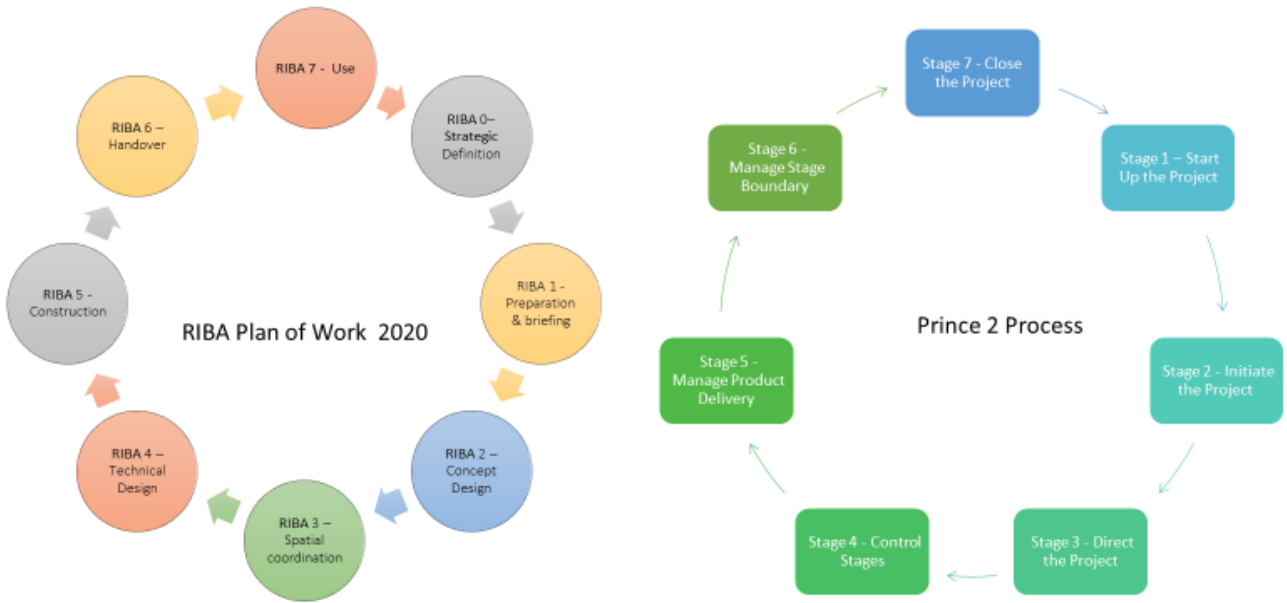 RIBA 7 - Use
RIBA 0–
Strategic
Definition
RIBA 1 -
Preparation
& briefing
RIBA 2 –
Concept
Design
RIBA 3 –
Spatial
coordination
RIBA 4 –
Technical
Design
RIBA 5 -
Construction
RIBA 6 –
Handover
RIBA Plan of Work 2020
Stage 7 - Close
the Project
Stage 1 – Start
Up the Project
Stage 2 - Initiate
the Project
Stage 3 - Direct
the Project
Stage 4 - Control
Stages
Stage 5 -
Manage Product
Delivery
Stage 6 -
Manage Stage
Boundary
Prince 2 Process